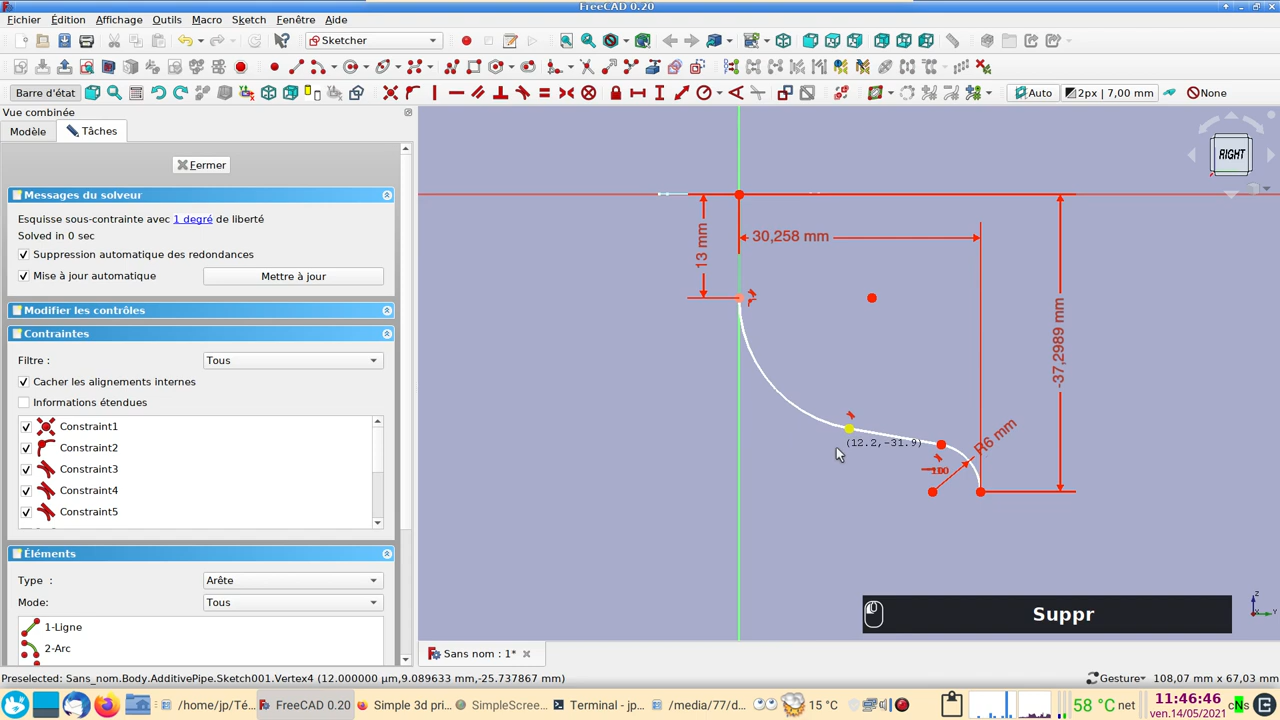 FreeCAD 0.20
Fichier Édition Affichage Outils Macro Sketch Fenêtre Aide
Sketcher
Barre d'état
Auto
2px | 7,00 mm
None
Vue combinée
Modèle
Tâches
Fermer
Messages du solveur
Esquisse sous-contrainte avec 1 degré de liberté
Solved in 0 sec
Suppression automatique des redondances
Mise à jour automatique
Mettre à jour
Modifier les contrôles
Contraintes
Filtre :
Tous
Cacher les alignements internes
Informations étendues
Constraint1
Constraint2
Constraint3
Constraint4
Constraint5
Éléments
Type :
Arête
Mode:
Tous
1-Ligne
2-Arc
RIGHT
13 mm
30,258 mm
-37,2989 mm
R6 mm
(12.2,-31.9)
Suppr
Sans nom : 1*
Preselected: Sans_nom.Body.AdditivePipe.Sketch001.Vertex4 (12.000000 µm,9.089633 mm,-25.737867 mm)
Gesture
108,07 mm x 67,03 mm
/home/jp/Té...
FreeCAD 0.20
Simple 3d pri...
SimpleScree...
Terminal - jp...
/media/77/d...
15 °C
58 °C net
11:46:46
ven.14/05/2021